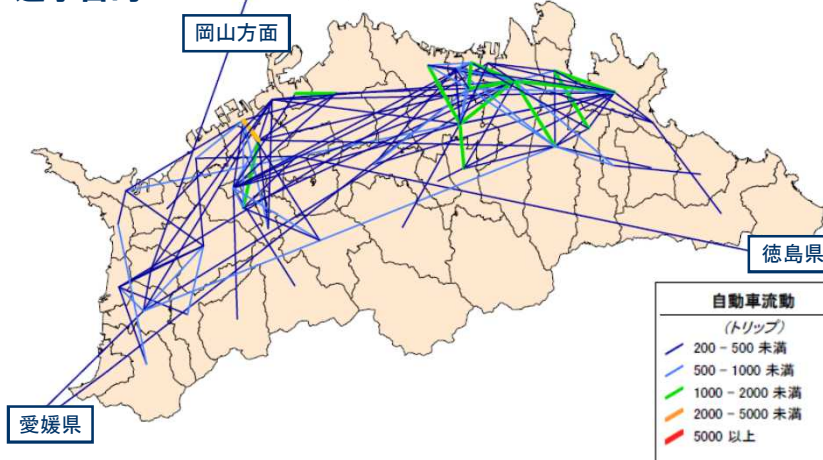 岡山方面
徳島県
自動車流動
(トリップ)
200 - 500 未満
500 - 1000 未満
1000 - 2000 未満
2000 - 5000 未満
5000 以上
愛媛県